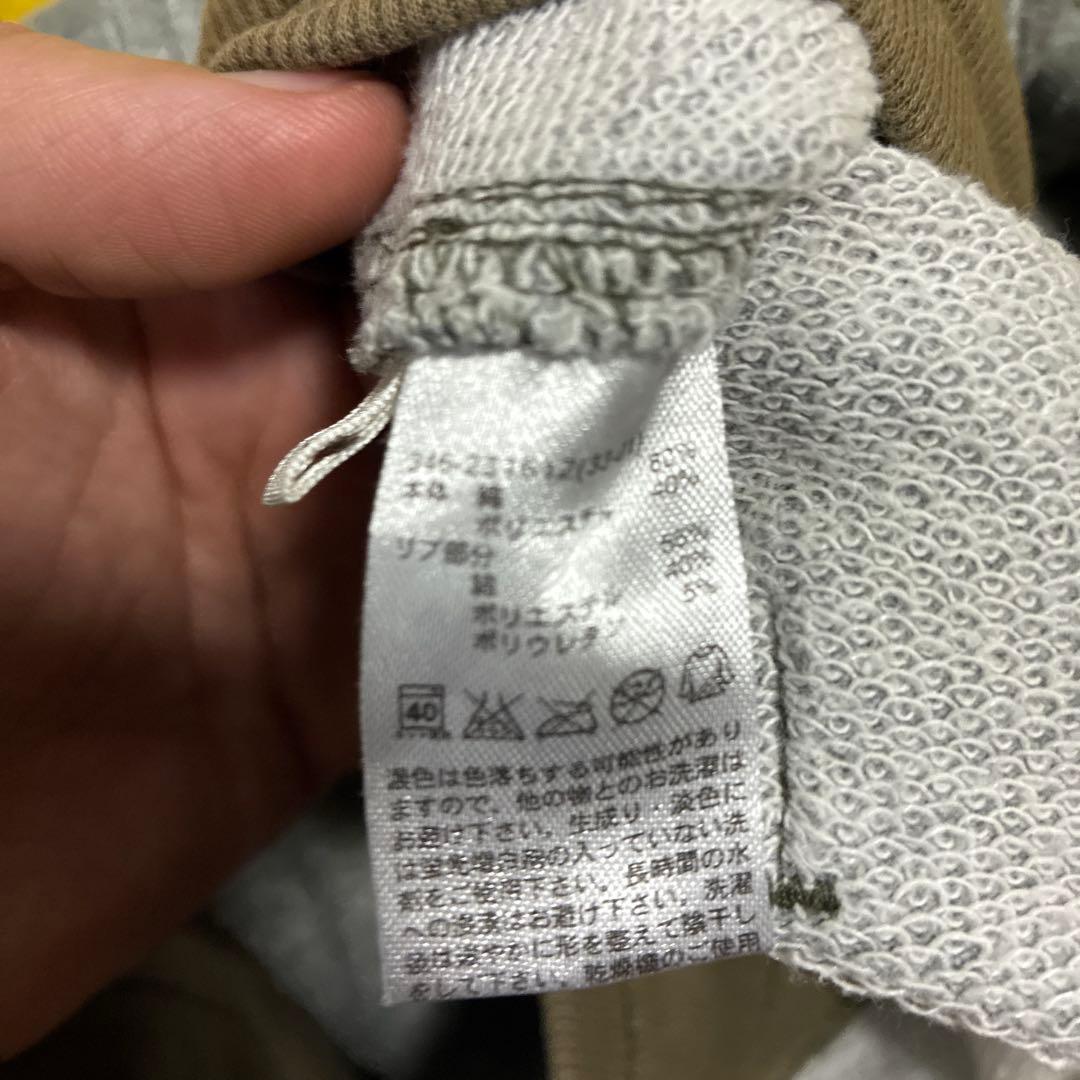 本体 綿 60%
ポリエステル 40%
リブ部分
綿
ポリエステル
ポリウレタン 5%
40
濃色は色落ちする可能性があり
ますので、他の物とのお洗濯は
お避け下さい。生成り・淡色に
は蛍光増白剤の入っていない洗
剤をご使用下さい。長時間の水
への浸漬はお避け下さい。洗濯
後は速やかに形を整えて陰干し
をして下さい。乾燥機のご使用